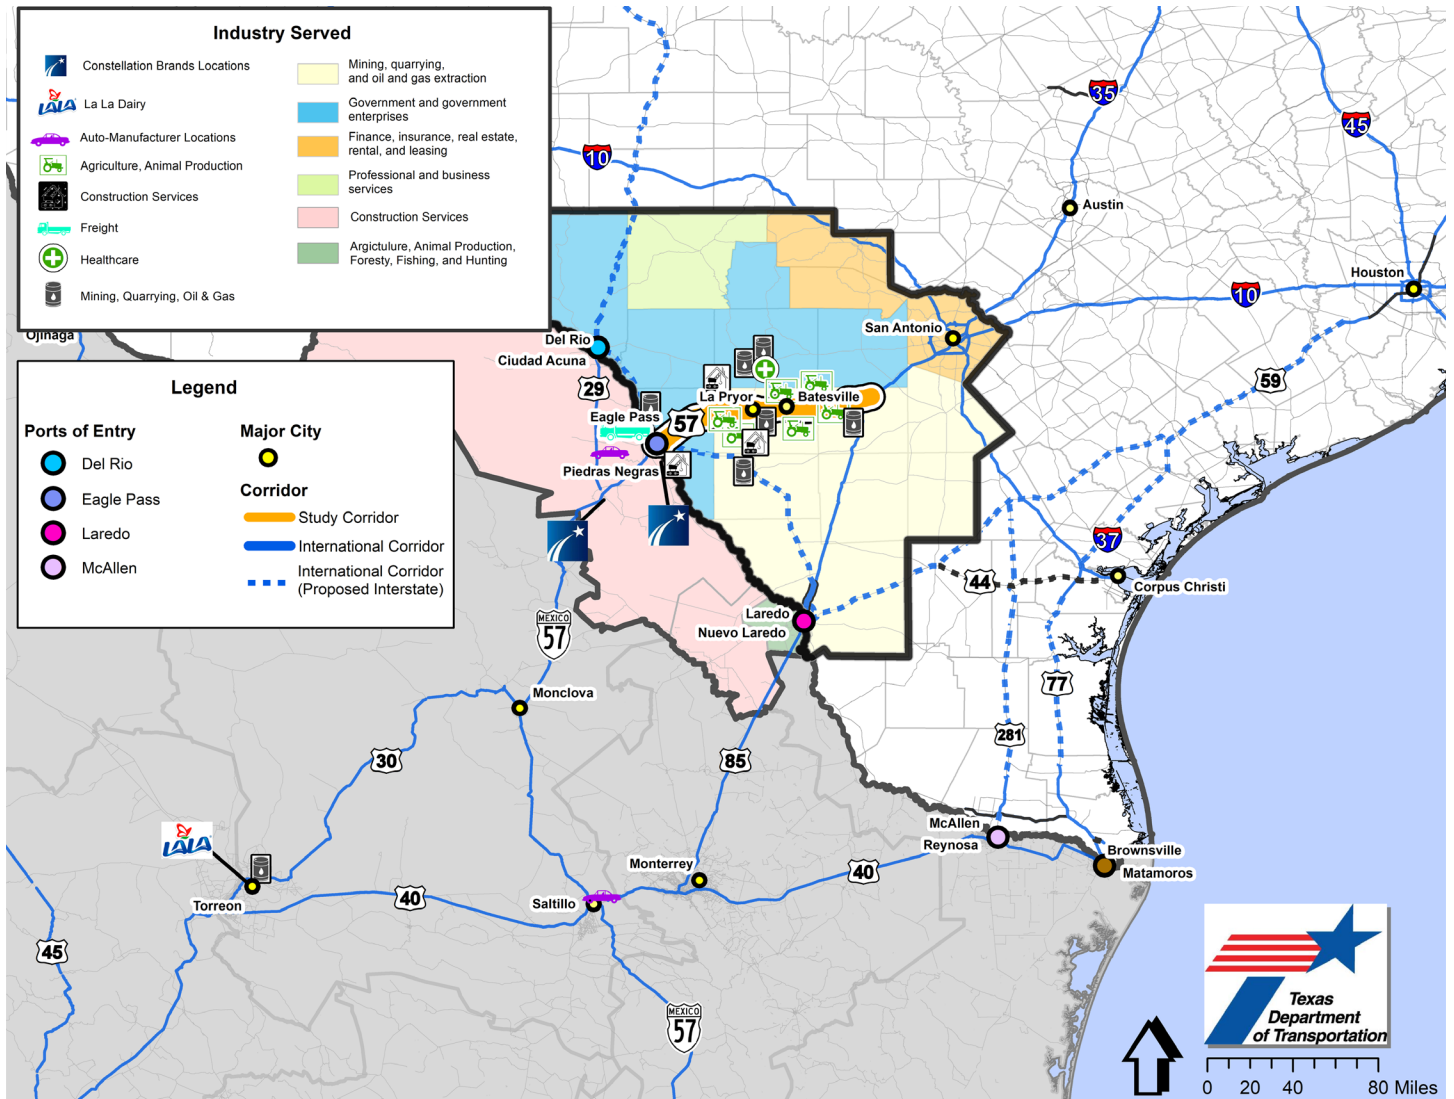 Industry Served
Constellation Brands Locations
LALA
La La Dairy
Auto-Manufacturer Locations
Agriculture, Animal Production
Construction Services
Freight
Healthcare
Mining, Quarrying, Oil & Gas
Mining, quarrying,
and oil and gas extraction
Government and government
enterprises
Finance, insurance, real estate,
rental, and leasing
Professional and business
services
Construction Services
Argictulture, Animal Production,
Foresty, Fishing, and Hunting
Legend
Ports of Entry
Del Rio
Eagle Pass
Laredo
McAllen
Major City
Corridor
Study Corridor
International Corridor
International Corridor
(Proposed Interstate)
35
45
10
Austin
Houston
10
San Antonio
Ojinaga
Del Rio
Ciudad Acuna
29
59
La Pryor
Batesville
Eagle Pass
57
Piedras Negras
37
44
Corpus Christi
Laredo
Nuevo Laredo
MEXICO
57
Monclova
77
281
30
85
McAllen
Reynosa
Brownsville
Matamoros
LALA
Monterrey
40
Torreon
40
Saltillo
45
MEXICO
57
Texas
Department
of Transportation
0 20 40 80 Miles